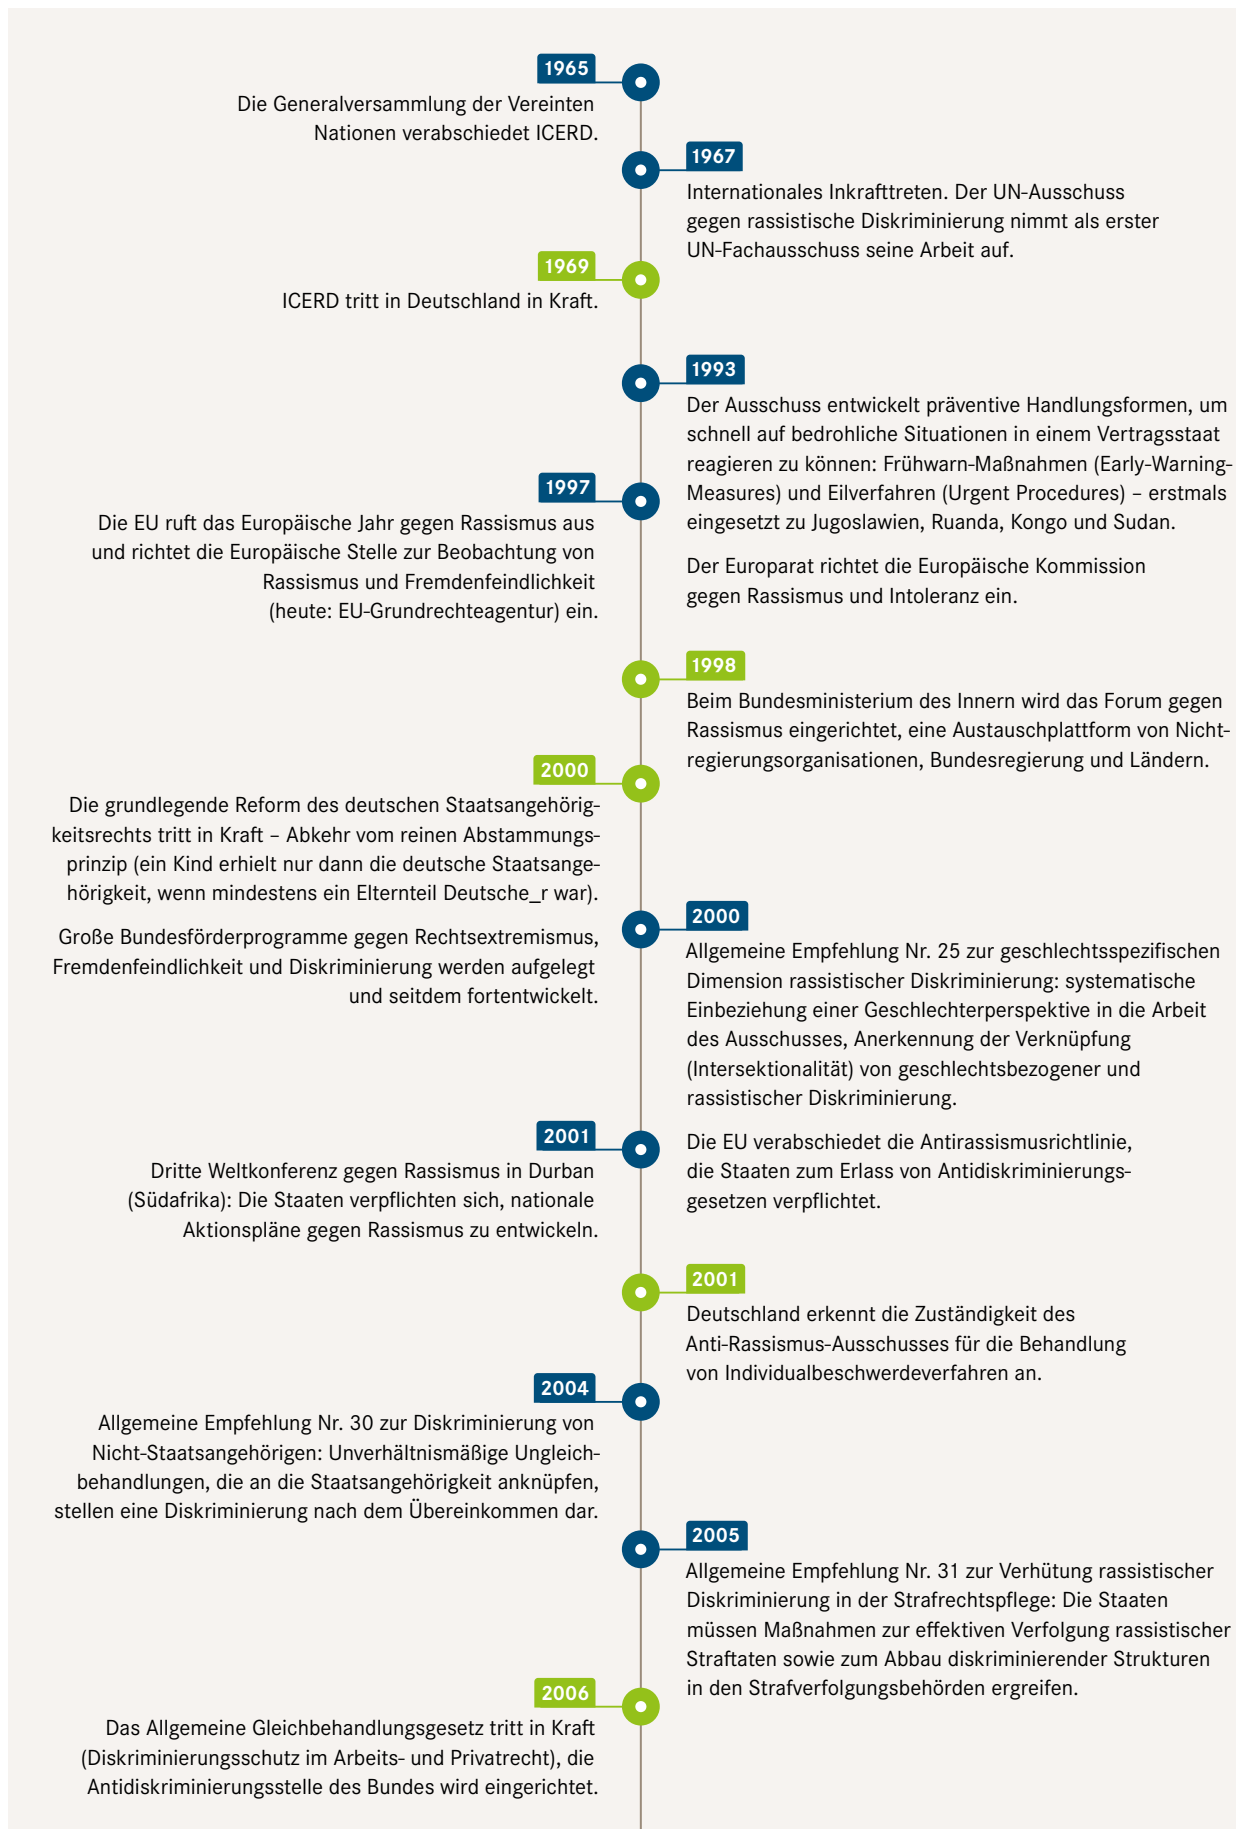 1965
Die Generalversammlung der Vereinten
Nationen verabschiedet ICERD.
1967
Internationales Inkrafttreten. Der UN-Ausschuss
gegen rassistische Diskriminierung nimmt als erster
UN-Fachausschuss seine Arbeit auf.
1969
ICERD tritt in Deutschland in Kraft.
1993
Der Ausschuss entwickelt präventive Handlungsformen, um
schnell auf bedrohliche Situationen in einem Vertragsstaat
reagieren zu können: Frühwarn-Maßnahmen (Early-Warning-
Measures) und Eilverfahren (Urgent Procedures) – erstmals
eingesetzt zu Jugoslawien, Ruanda, Kongo und Sudan.
Der Europarat richtet die Europäische Kommission
gegen Rassismus und Intoleranz ein.
1997
Die EU ruft das Europäische Jahr gegen Rassismus aus
und richtet die Europäische Stelle zur Beobachtung von
Rassismus und Fremdenfeindlichkeit
(heute: EU-Grundrechteagentur) ein.
1998
Beim Bundesministerium des Innern wird das Forum gegen
Rassismus eingerichtet, eine Austauschplattform von Nicht-
regierungsorganisationen, Bundesregierung und Ländern.
2000
Die grundlegende Reform des deutschen Staatsangehörig-
keitsrechts tritt in Kraft – Abkehr vom reinen Abstammungs-
prinzip (ein Kind erhielt nur dann die deutsche Staatsange-
hörigkeit, wenn mindestens ein Elternteil Deutsche_r war).
Große Bundesförderprogramme gegen Rechtsextremismus,
Fremdenfeindlichkeit und Diskriminierung werden aufgelegt
und seitdem fortentwickelt.
2000
Allgemeine Empfehlung Nr. 25 zur geschlechtsspezifischen
Dimension rassistischer Diskriminierung: systematische
Einbeziehung einer Geschlechterperspektive in die Arbeit
des Ausschusses, Anerkennung der Verknüpfung
(Intersektionalität) von geschlechtsbezogener und
rassistischer Diskriminierung.
Die EU verabschiedet die Antirassismusrichtlinie,
die Staaten zum Erlass von Antidiskriminierungs-
gesetzen verpflichtet.
2001
Dritte Weltkonferenz gegen Rassismus in Durban
(Südafrika): Die Staaten verpflichten sich, nationale
Aktionspläne gegen Rassismus zu entwickeln.
2001
Deutschland erkennt die Zuständigkeit des
Anti-Rassismus-Ausschusses für die Behandlung
von Individualbeschwerdeverfahren an.
2004
Allgemeine Empfehlung Nr. 30 zur Diskriminierung von
Nicht-Staatsangehörigen: Unverhältnismäßige Ungleich-
behandlungen, die an die Staatsangehörigkeit anknüpfen,
stellen eine Diskriminierung nach dem Übereinkommen dar.
2005
Allgemeine Empfehlung Nr. 31 zur Verhütung rassistischer
Diskriminierung in der Strafrechtspflege: Die Staaten
müssen Maßnahmen zur effektiven Verfolgung rassistischer
Straftaten sowie zum Abbau diskriminierender Strukturen
in den Strafverfolgungsbehörden ergreifen.
2006
Das Allgemeine Gleichbehandlungsgesetz tritt in Kraft
(Diskriminierungsschutz im Arbeits- und Privatrecht), die
Antidiskriminierungsstelle des Bundes wird eingerichtet.